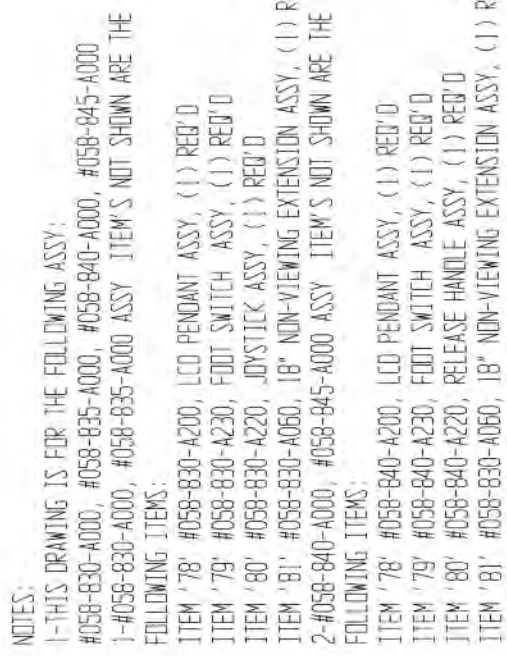 NOTES:
1-THIS DRAWING IS FOR THE FOLLOWING ASSY:
#058-830-A000, #058-835-A000, #058-840-A000, #058-845-A000
1-#058-830-A000, #058-835-A000 ASSY ITEM'S NOT SHOWN ARE THE
FOLLOWING ITEMS:
ITEM '78' #058-830-A200, LCD PENDANT ASSY, (1) REQ'D
ITEM '79' #058-830-A230, FOOT SWITCH ASSY, (1) REQ'D
ITEM '80' #058-830-A220, JOYSTICK ASSY, (1) REQ'D
ITEM '81' #058-830-A060, 18" NON-VIEWING EXTENSION ASSY, (1) R
2-#058-840-A000, #058-845-A000 ASSY ITEM'S NOT SHOWN ARE THE
FOLLOWING ITEMS:
ITEM '78' #058-840-A200, LCD PENDANT ASSY, (1) REQ'D
ITEM '79' #058-840-A230, FOOT SWITCH ASSY, (1) REQ'D
ITEM '80' #058-840-A220, RELEASE HANDLE ASSY, (1) REQ'D
ITEM '81' #058-830-A060, 18" NON-VIEWING EXTENSION ASSY, (1) R